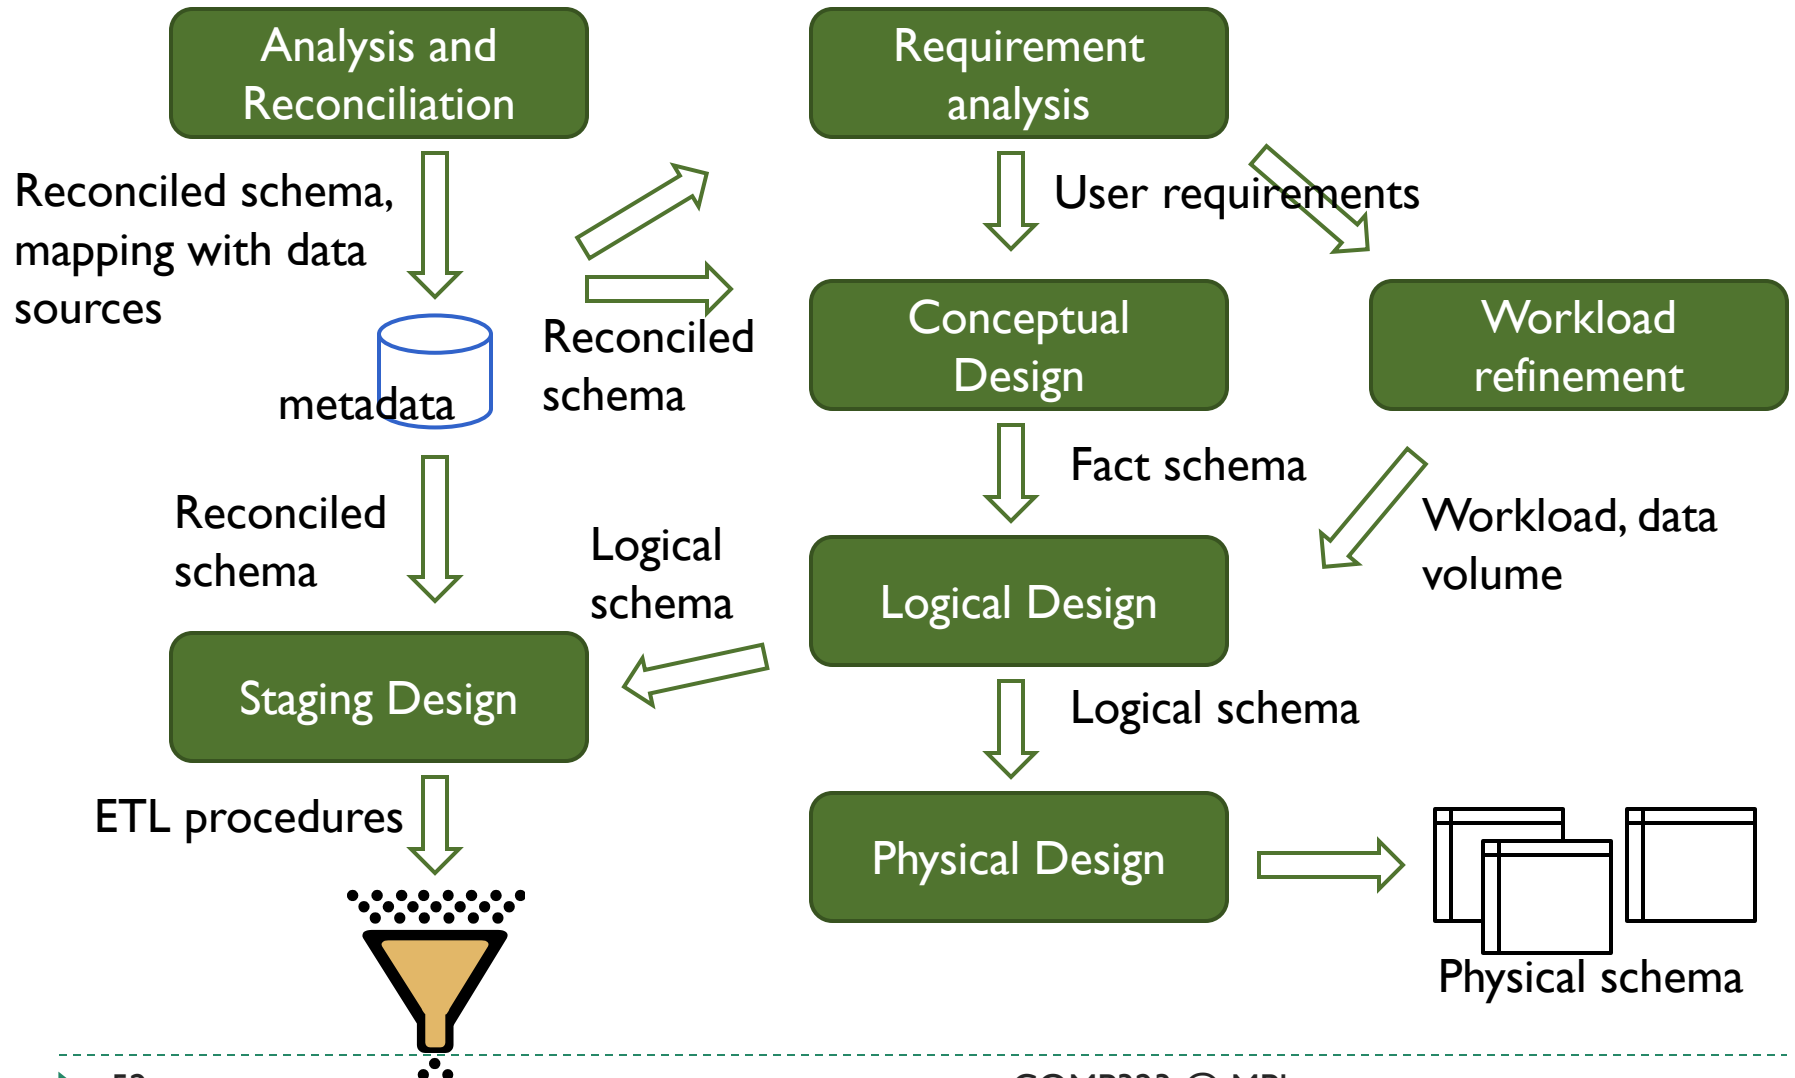 Analysis and
Reconciliation
Requirement
analysis
Reconciled schema,
mapping with data
sources
User requirements
metadata
Reconciled
schema
Conceptual
Design
Workload
refinement
Reconciled
schema
Logical
schema
Fact schema
Workload, data
volume
Logical Design
Staging Design
Logical schema
ETL procedures
Physical Design
Physical schema